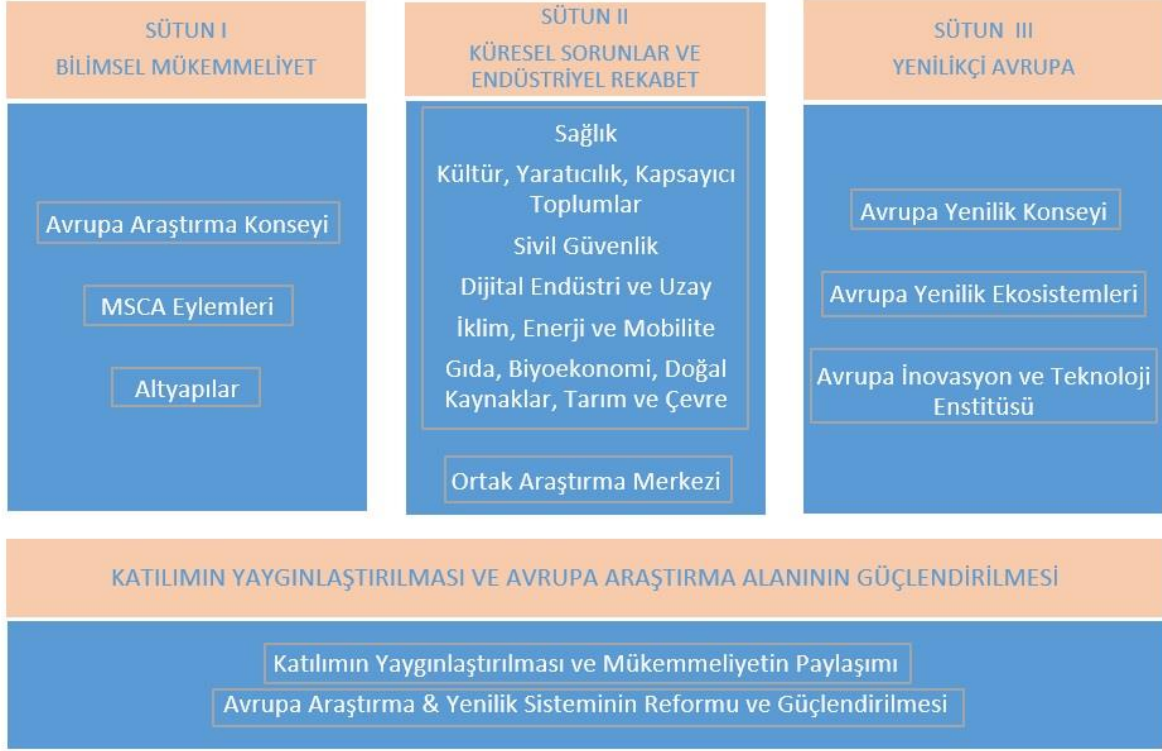 SÜTUN I
BİLİMSEL MÜKEMMELİYET
Avrupa Araştırma Konseyi
MSCA Eylemleri
Altyapılar
SÜTUN II
KÜRESEL SORUNLAR VE
ENDÜSTRİYEL REKABET
Sağlık
Kültür, Yaratıcılık, Kapsayıcı
Toplumlar
Sivil Güvenlik
Dijital Endüstri ve Uzay
İklim, Enerji ve Mobilite
Gıda, Biyoekonomi, Doğal
Kaynaklar, Tarım ve Çevre
Ortak Araştırma Merkezi
SÜTUN III
YENİLİKÇİ AVRUPA
Avrupa Yenilik Konseyi
Avrupa Yenilik Ekosistemleri
Avrupa İnovasyon ve Teknoloji
Enstitüsü
KATILIMIN YAYGINLAŞTIRILMASI VE AVRUPA ARAŞTIRMA ALANININ GÜÇLENDİRİLMESİ
Katılımın Yaygınlaştırılması ve Mükemmeliyetin Paylaşımı
Avrupa Araştırma & Yenilik Sisteminin Reformu ve Güçlendirilmesi